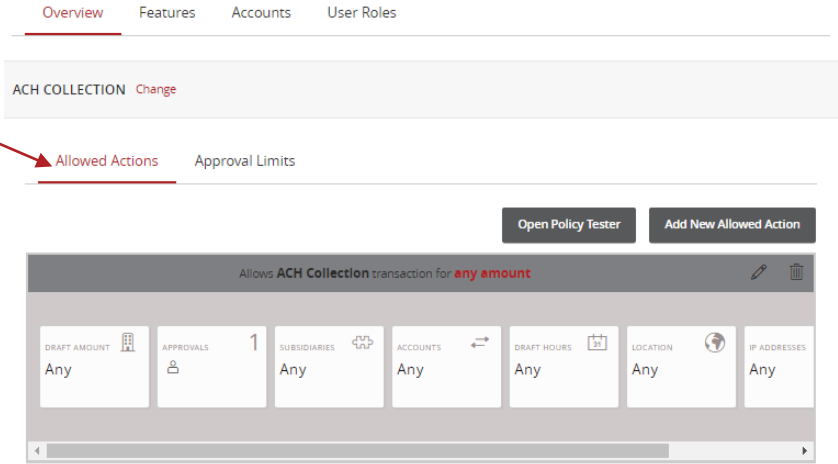 Overview Features Accounts User Roles
ACH COLLECTION Change
Allowed Actions Approval Limits
Open Policy Tester Add New Allowed Action
Allows ACH Collection transaction for any amount
DRAFT AMOUNT APPROVALS 1 SUBSIDIARIES ACCOUNTS DRAFT HOURS 31 LOCATION IP ADDRESSES
Any Any Any Any Any Any